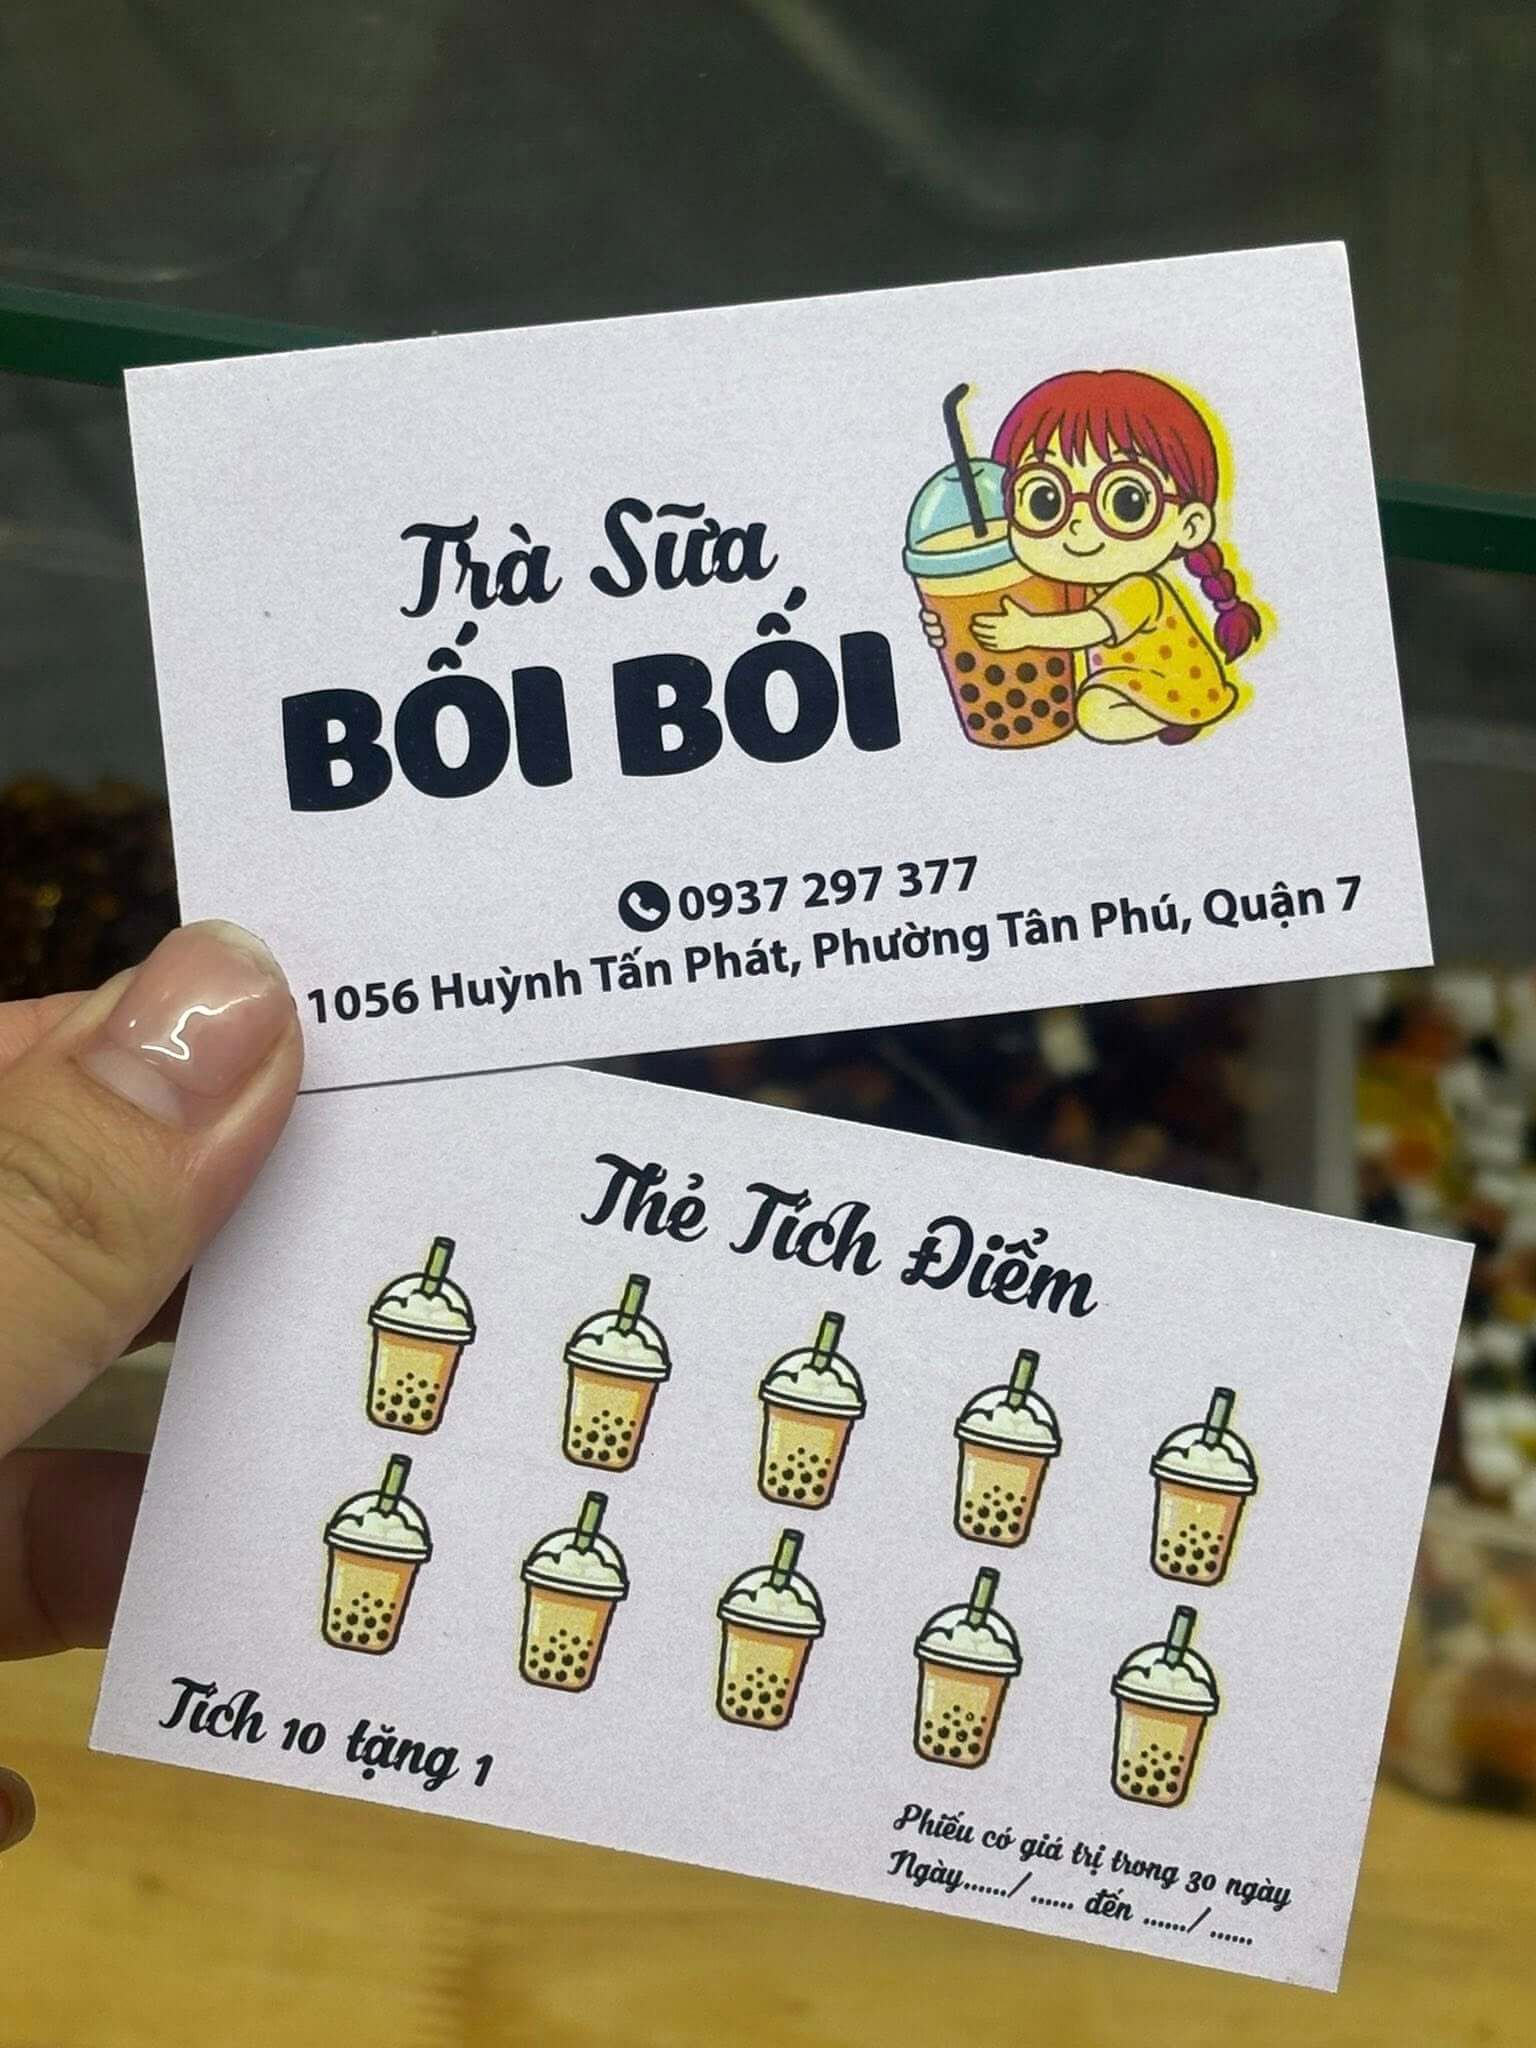 Trà Sữa
BỐI BỐI
0937 297 377
1056 Huỳnh Tấn Phát, Phường Tân Phú, Quận 7
Thẻ Tích Điểm
Tích 10 tặng 1
Phiếu có giá trị trong 30 ngày
Ngày....../ ...... đến ....../ ......